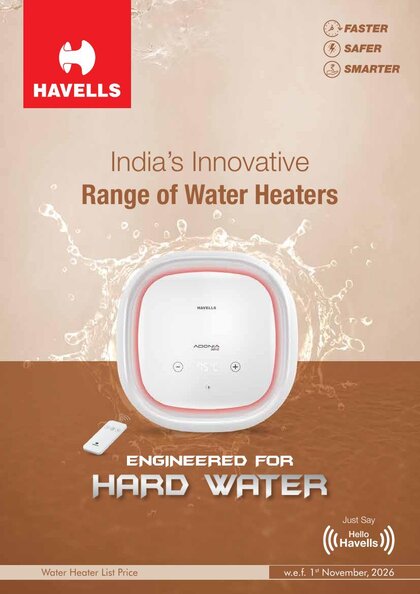 HAVELLS
FASTER
SAFER
SMARTER
India's Innovative
Range of Water Heaters
HAVELLS
ADONIA
75°C
ENGINEERED FOR
HARD WATER
Just Say
Hello
Havells
Water Heater List Price
w.e.f. 1st November, 2026